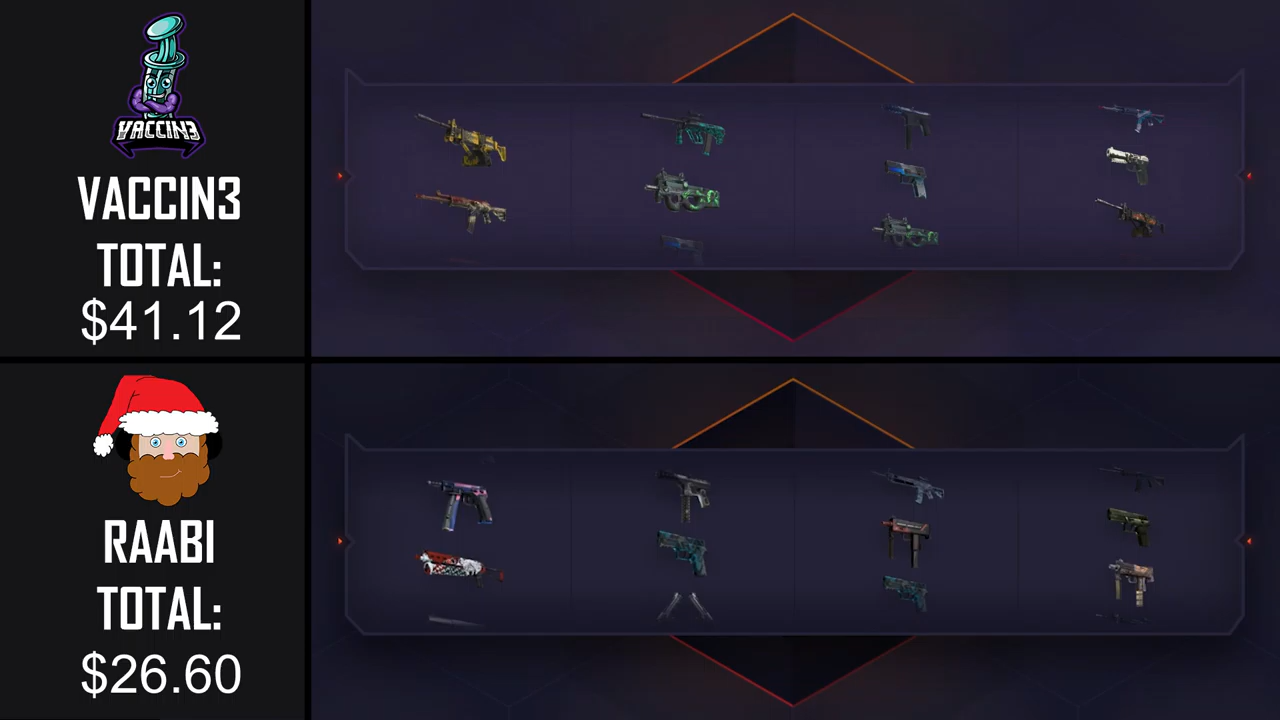 VACCIN3
VACCIN3
TOTAL:
$41.12
RAABI
TOTAL:
$26.60